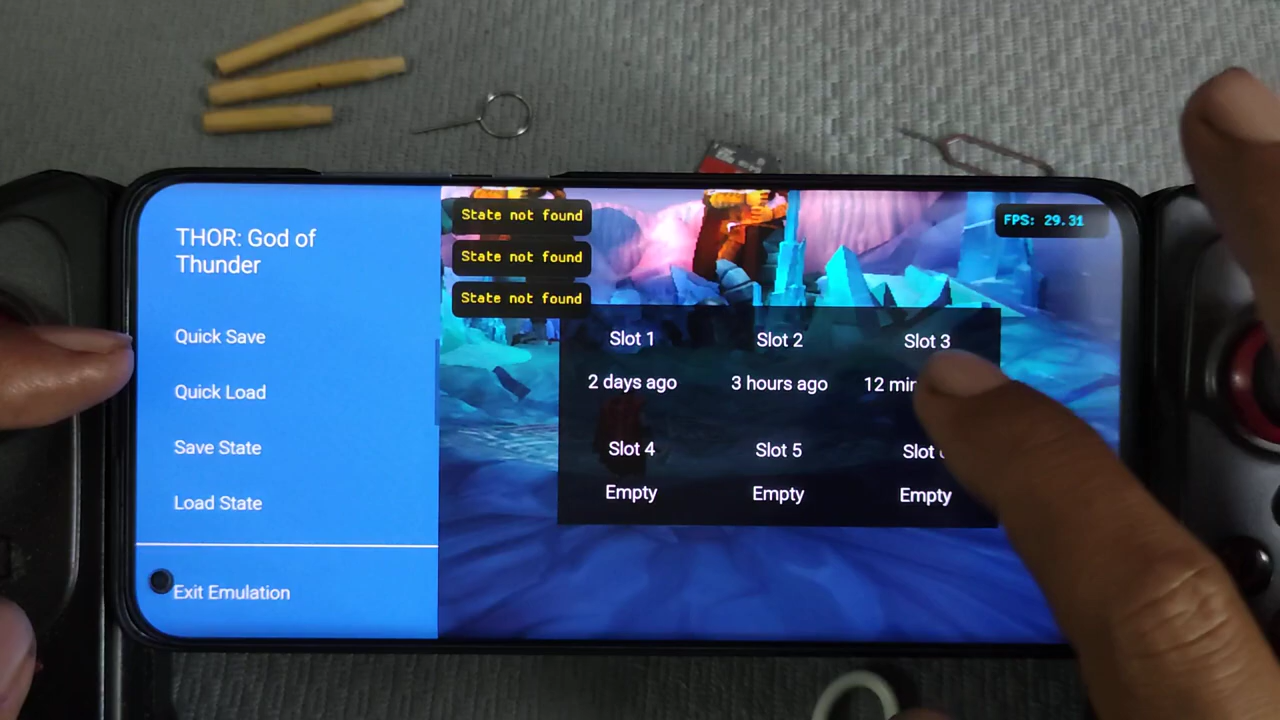 THOR: God of
Thunder
Quick Save
Quick Load
Save State
Load State
Exit Emulation
State not found
State not found
State not found
FPS: 29.31
Slot 1
Slot 2
Slot 3
2 days ago
3 hours ago
12
Slot 4
Slot 5
Slot
Empty
Empty
Empty